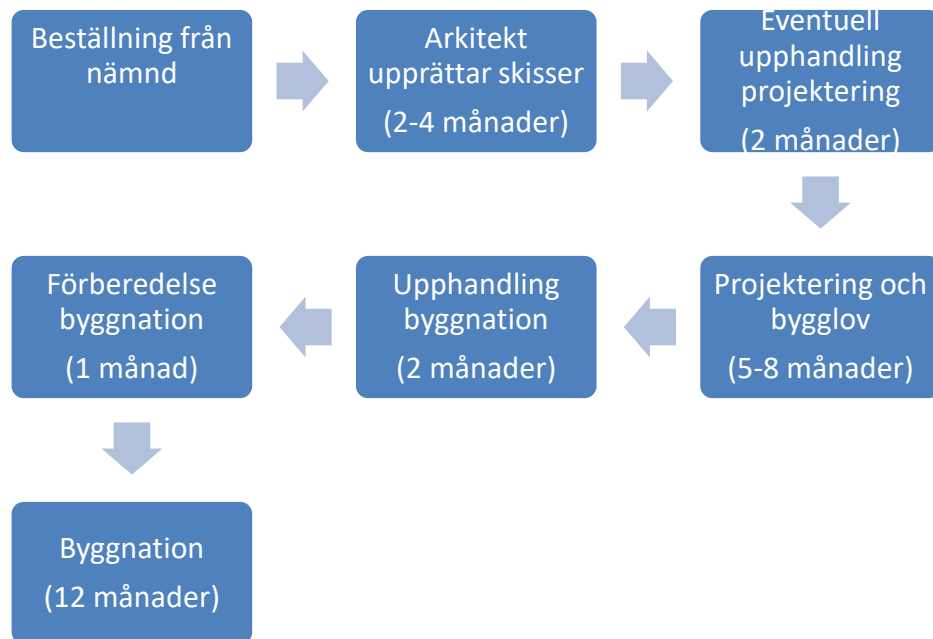 Beställning från
nämnd
Arkitekt
upprättar skisser
(2-4 månader)
Eventuell
upphandling
projektering
(2 månader)
Projektering och
bygglov
(5-8 månader)
Upphandling
byggnation
(2 månader)
Förberedelse
byggnation
(1 månad)
Byggnation
(12 månader)